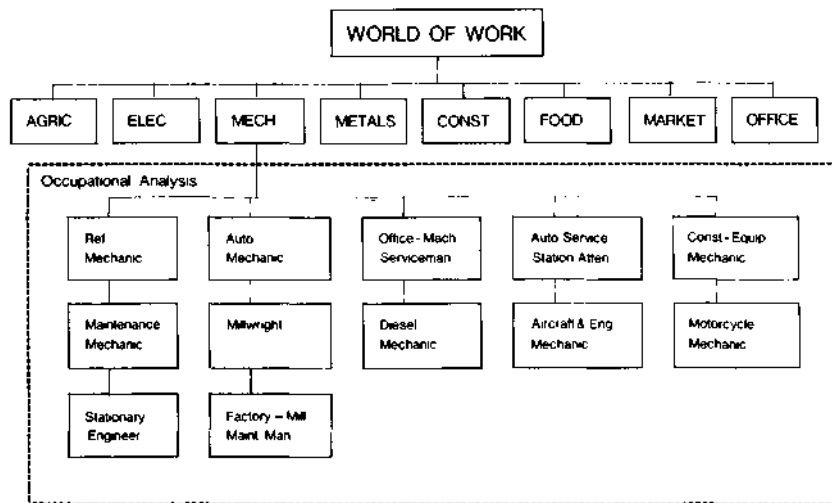 WORLD OF WORK
AGRIC
ELEC
MECH
METALS
CONST
FOOD
MARKET
OFFICE
Occupational Analysis
Ref
Mechanic
Auto
Mechanic
Office-Mach
Serviceman
Auto Service
Station Atten
Const-Equip
Mechanic
Maintenance
Mechanic
Millwright
Diesel
Mechanic
Aircraft & Eng
Mechanic
Motorcycle
Mechanic
Stationary
Engineer
Factory – Mill
Maint. Man